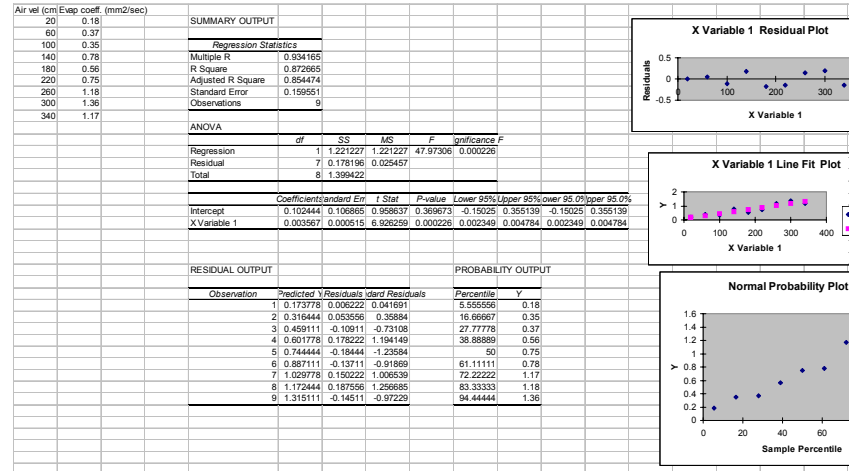 Air vel (cm Evap coeff. (mm2/sec)
20 0.18 SUMMARY OUTPUT
60 0.37
100 0.35 Regression Statistics
140 0.78 Multiple R 0.934165
180 0.56 R Square 0.872665
220 0.75 Adjusted R Square 0.854474
260 1.18 Standard Error 0.159551
300 1.36 Observations 9
340 1.17
ANOVA
df SS MS F gnificance F
Regression 1 1.221227 1.221227 47.97306 0.000226
Residual 7 0.178196 0.025457
Total 8 1.399422
Coefficients andard Err t Stat P-value Lower 95% Upper 95% ower 95.0% pper 95.0%
Intercept 0.102444 0.106865 0.958637 0.369673 -0.15025 0.355139 -0.15025 0.355139
X Variable 1 0.003567 0.000515 6.926259 0.000226 0.002349 0.004784 0.002349 0.004784
RESIDUAL OUTPUT PROBABILITY OUTPUT
Observation Predicted Y Residuals dard Residuals Percentile Y
1 0.173778 0.006222 0.041691 5.555556 0.18
2 0.316444 0.053556 0.35884 16.66667 0.35
3 0.459111 -0.10911 -0.73108 27.77778 0.37
4 0.601778 0.178222 1.194149 38.88889 0.56
5 0.744444 -0.18444 -1.23584 50 0.75
6 0.887111 -0.13711 -0.91869 61.11111 0.78
7 1.029778 0.150222 1.006539 72.22222 1.17
8 1.172444 0.187556 1.256685 83.33333 1.18
9 1.315111 -0.14511 -0.97229 94.44444 1.36
X Variable 1 Residual Plot
0.5
0
-0.5
0 100 200 300
Residuals
X Variable 1
X Variable 1 Line Fit Plot
2
1
0
0 100 200 300 400
Y
X Variable 1
Normal Probability Plot
1.6
1.4
1.2
1
0.8
0.6
0.4
0.2
0
0 20 40 60
Y
Sample Percentile